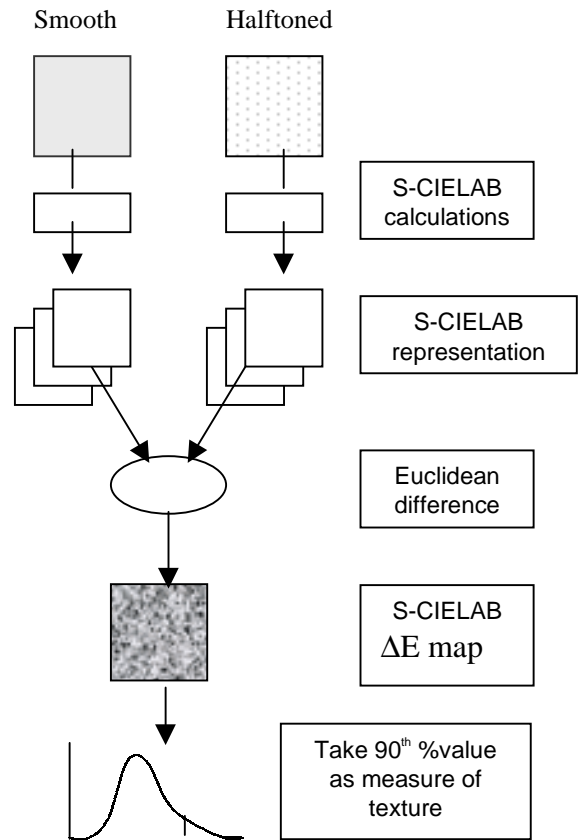 Smooth
Halftoned
S-CIELAB
calculations
S-CIELAB
representation
Euclidean
difference
S-CIELAB
ΔE map
Take 90th %value
as measure of
texture